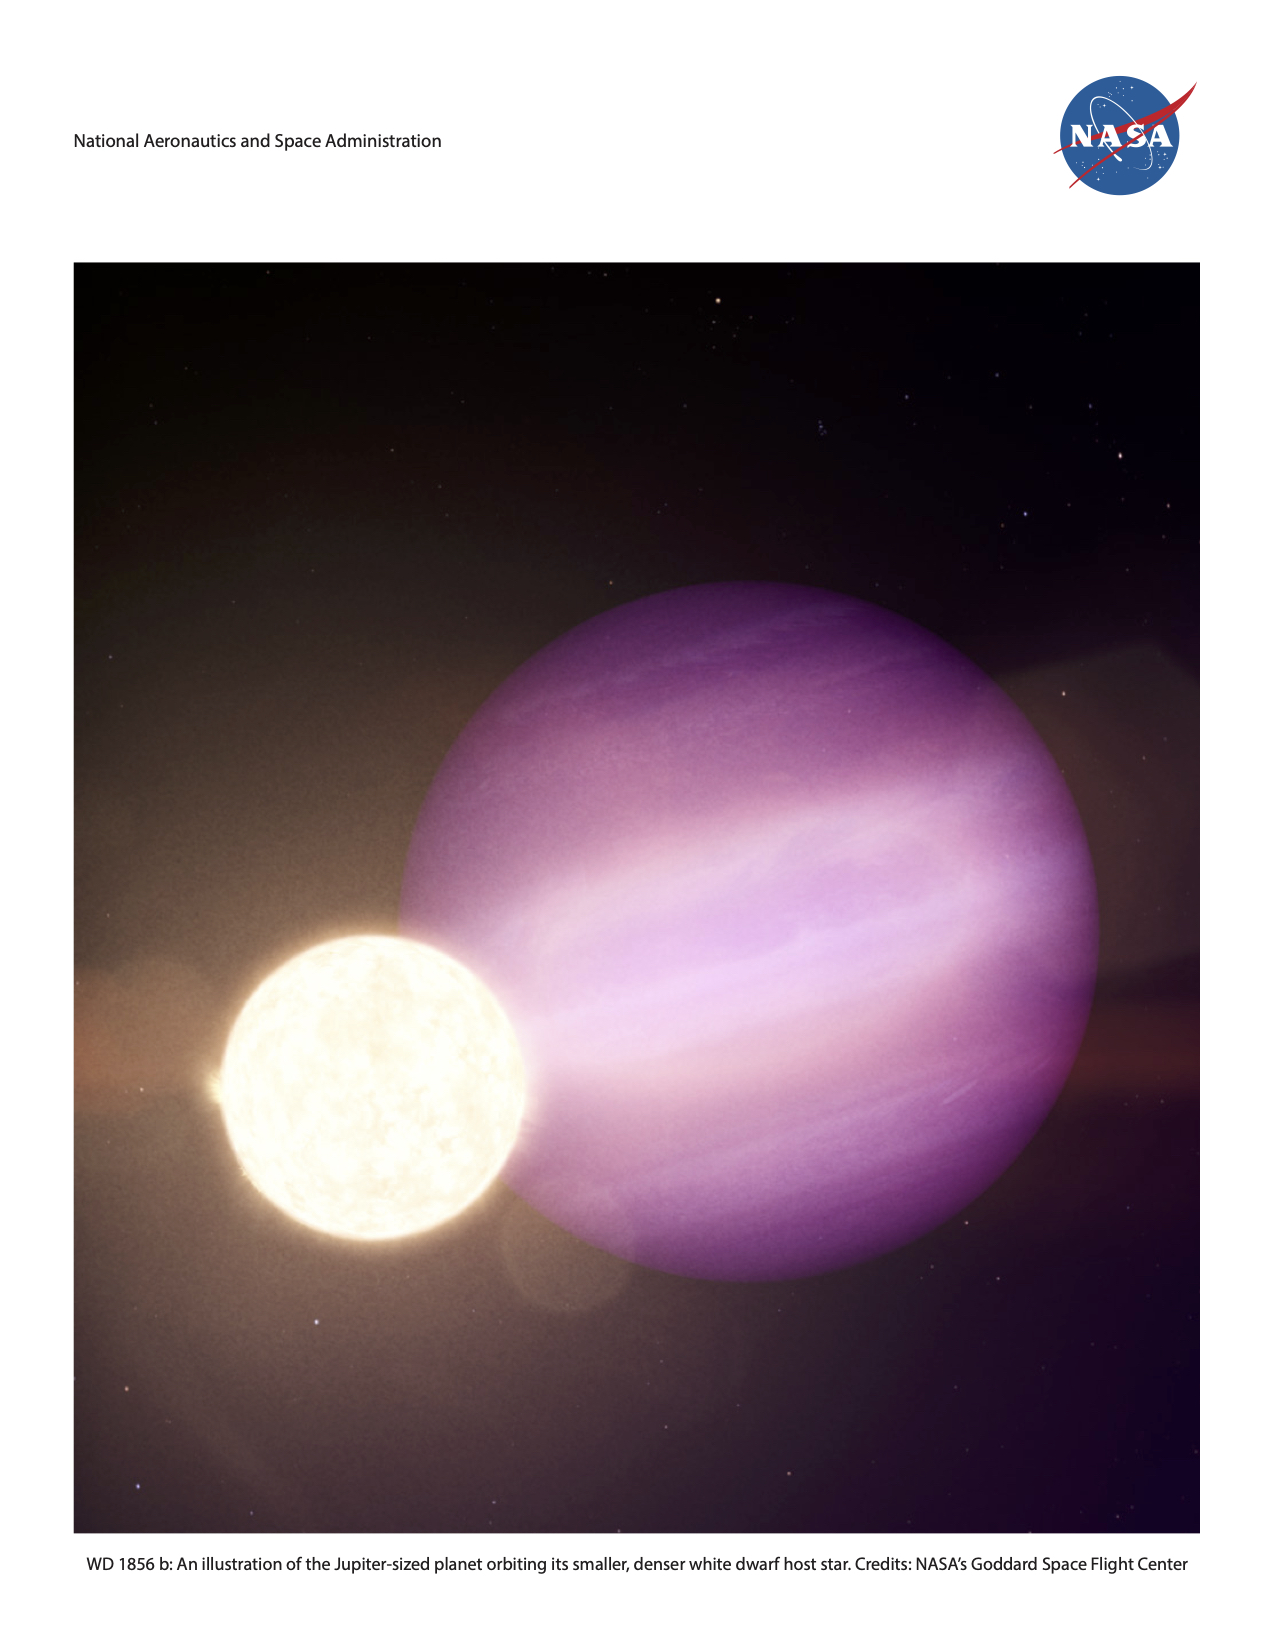 National Aeronautics and Space Administration
NASA
WD 1856 b: An illustration of the Jupiter-sized planet orbiting its smaller, denser white dwarf host star. Credits: NASA’s Goddard Space Flight Center